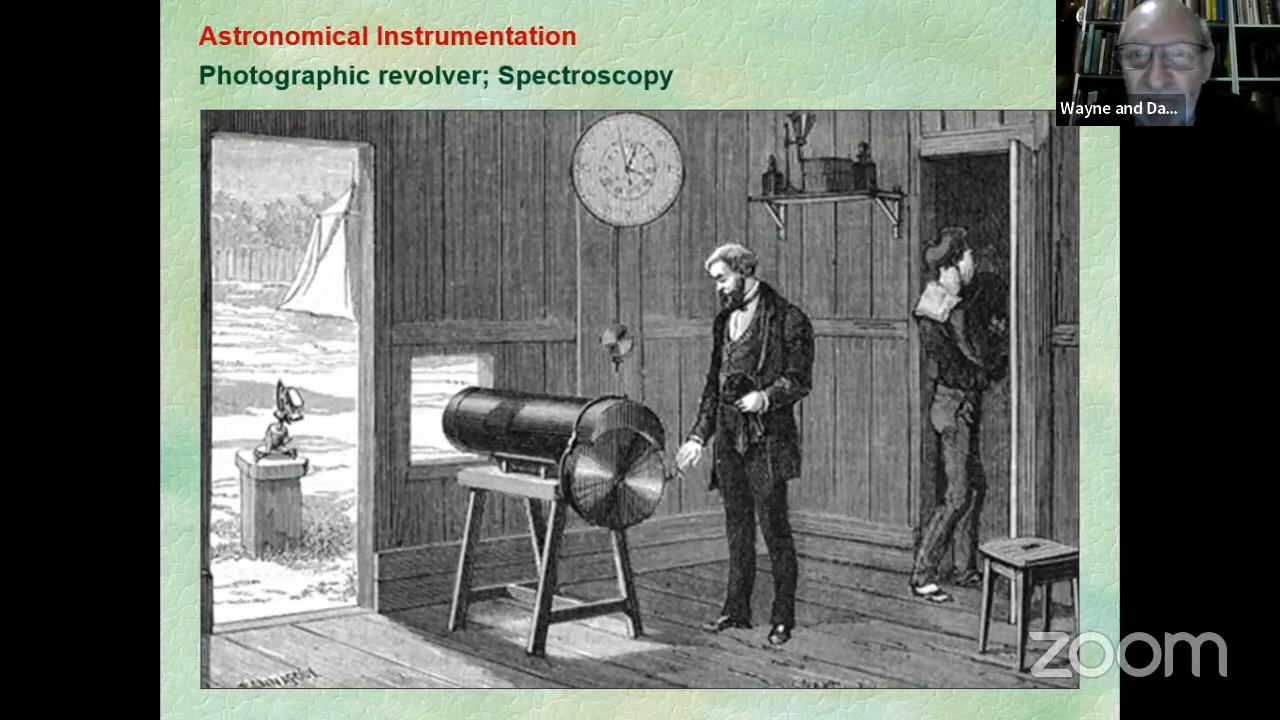 Astronomical Instrumentation
Photographic revolver; Spectroscopy
Wayne and Da...
zoom